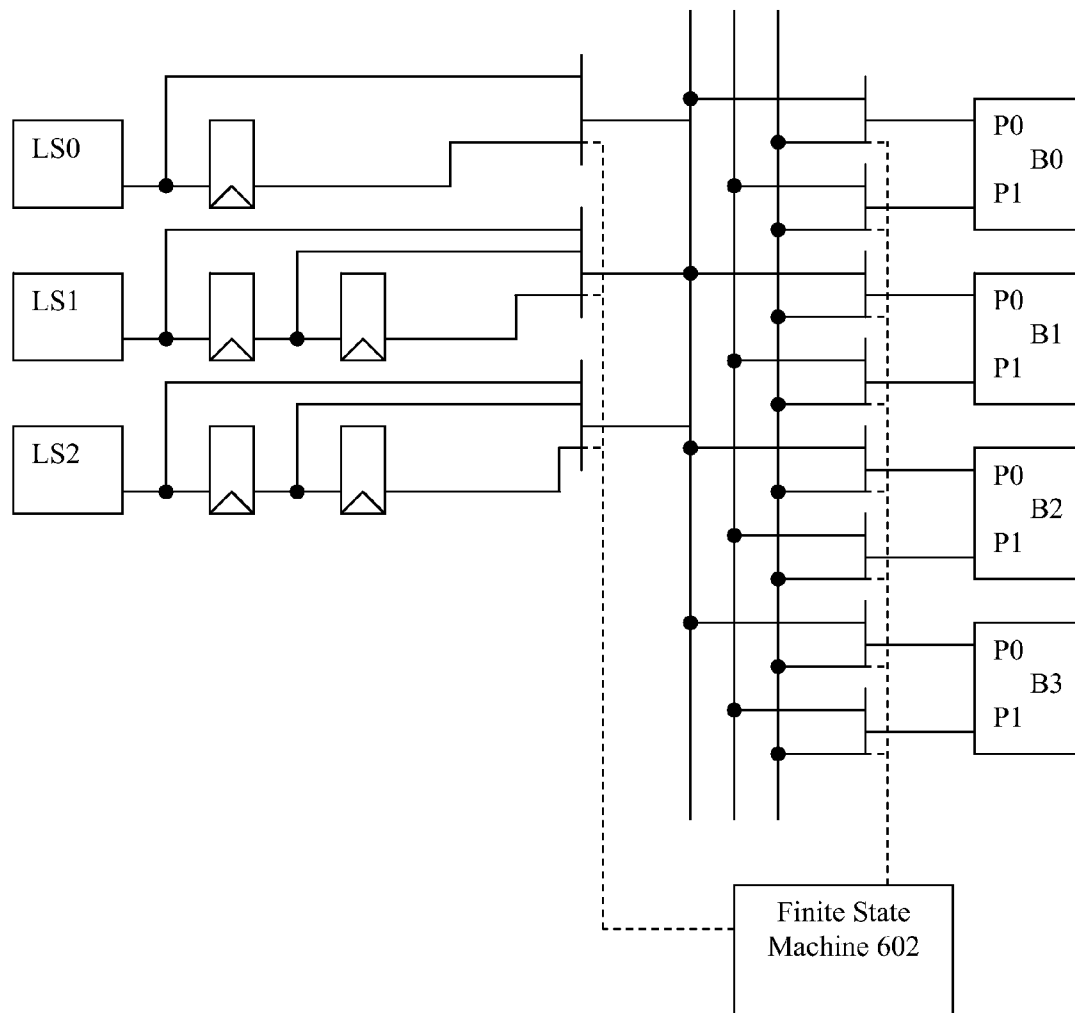 LS0
LS1
LS2
P0
B0
P1
P0
B1
P1
P0
B2
P1
P0
B3
P1
Finite State
Machine 602